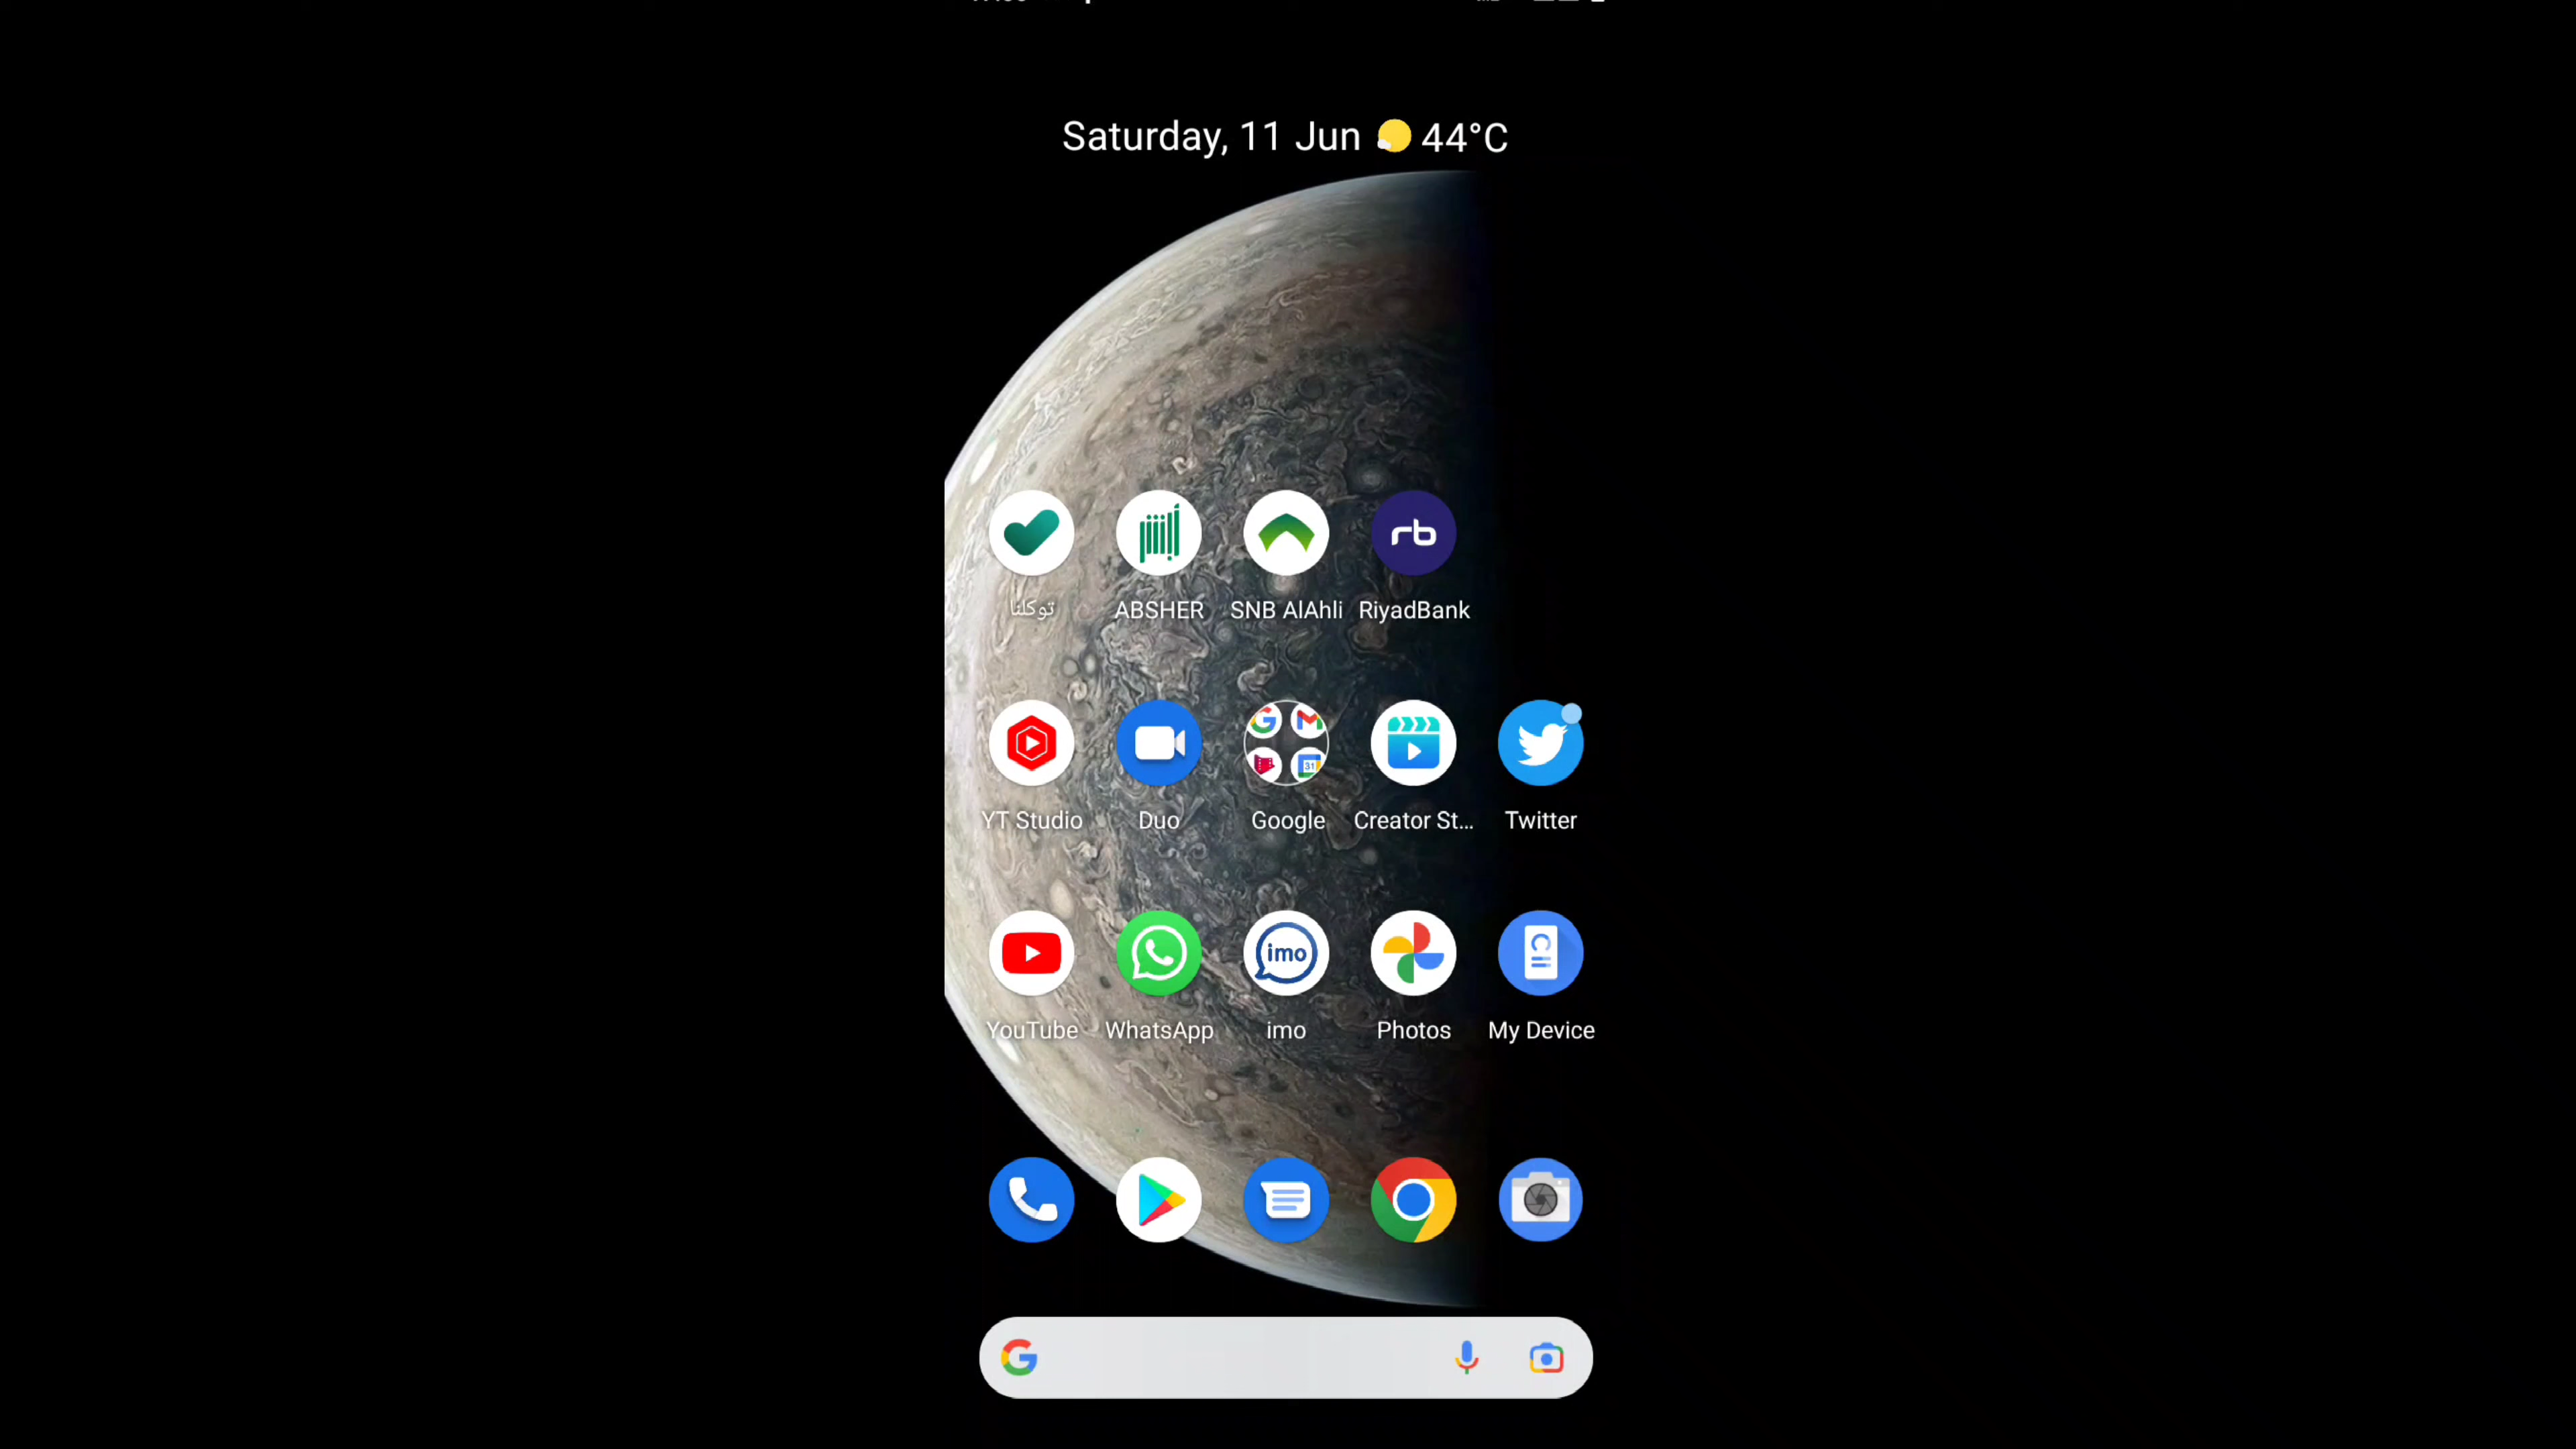 Saturday, 11 Jun 44°C
توكلنا ABSHER SNB AlAhli RiyadBank
YT Studio Duo Google Creator St... Twitter
imo
YouTube WhatsApp imo Photos My Device